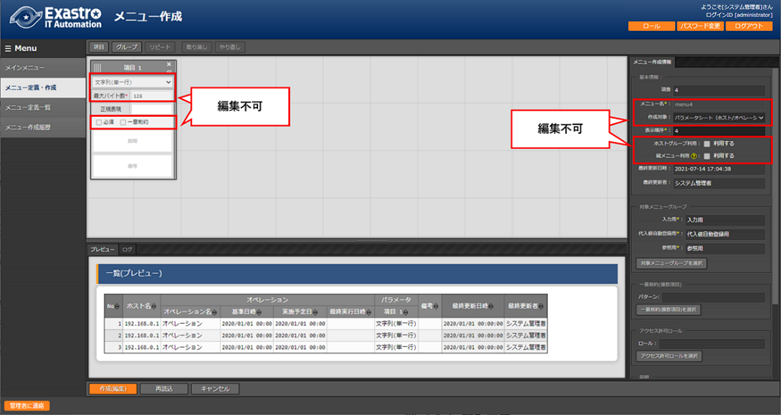 Exastro
IT Automation
メニュー作成
ようこそ[システム管理者]さん
ログインID [administrator]
ロール
パスワード変更
ログアウト
Menu
項目
グループ
リピート
取り消し
やり直し
メインメニュー
メニュー定義・作成
メニュー定義一覧
メニュー作成履歴
項目 1
文字列(単一行)
最大バイト数*
128
正規表現
必須
一意制約
説明
備考
編集不可
編集不可
メニュー作成情報
基本情報
項番
4
メニュー名* :
menu4
作成対象 :
パラメータシート(ホスト/オペレーシ
表示順序* :
4
ホストグループ利用 :
利用する
縦メニュー利用 ? :
利用する
最終更新日時 :
2021-07-14 17:04:38
最終更新者 :
システム管理者
対象メニューグループ
入力用* :
入力用
代入値自動登録用* :
代入値自動登録用
参照用* :
参照用
対象メニューグループを選択
一意制約(複数項目)
パターン:
一意制約(複数項目)を選択
アクセス許可ロール
ロール :
アクセス許可ロールを選択
プレビュー
ログ
一覧(プレビュー)
No
ホスト名
オペレーション
パラメータ
備考
最終更新日時
最終更新者
オペレーション名
基準日時
実施予定日
最終実行日時
項目 1
1 192.168.0.1 オペレーション 2020/01/01 00:00 2020/01/01 00:00 文字列(単一行) 2020/01/01 00:00:00 システム管理者
2 192.168.0.1 オペレーション 2020/01/01 00:00 2020/01/01 00:00 文字列(単一行) 2020/01/01 00:00:00 システム管理者
3 192.168.0.1 オペレーション 2020/01/01 00:00 2020/01/01 00:00 文字列(単一行) 2020/01/01 00:00:00 システム管理者
作成(編集)
再読込
キャンセル
管理者に連絡